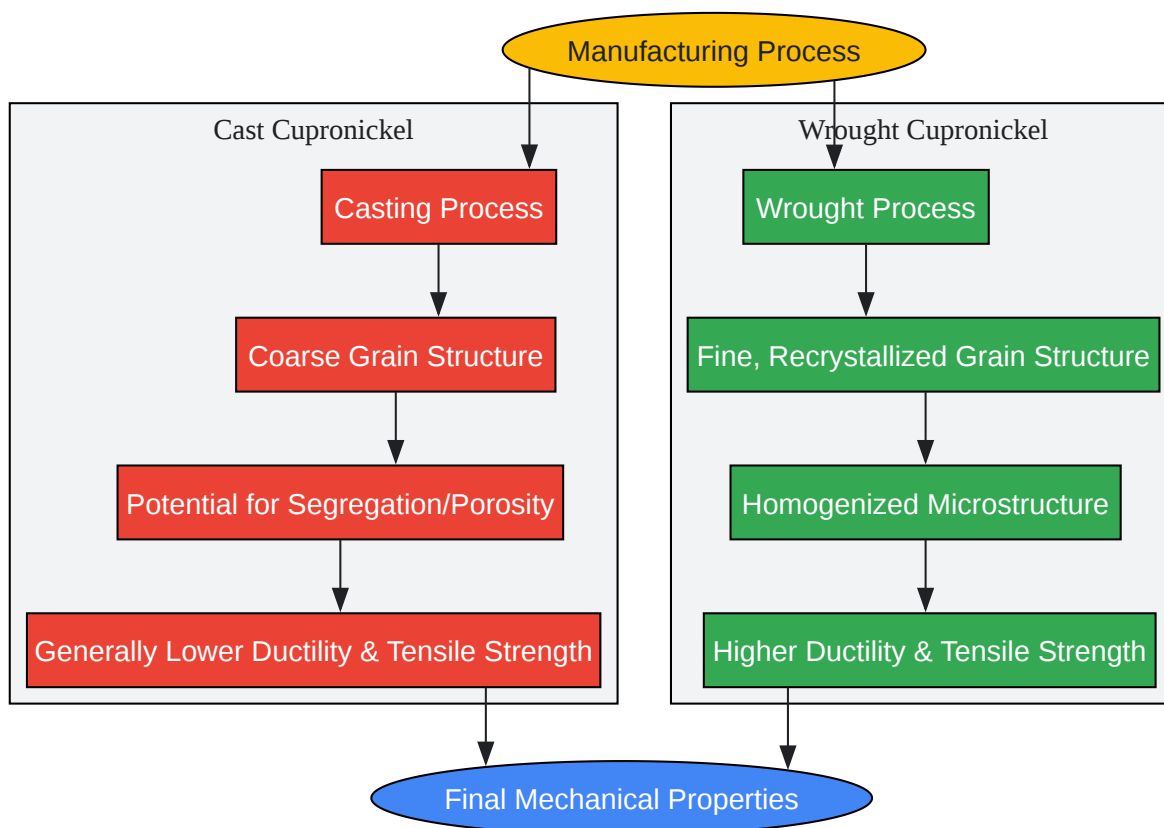 Manufacturing Process
Cast Cupronickel
Casting Process
Coarse Grain Structure
Potential for Segregation/Porosity
Generally Lower Ductility & Tensile Strength
Wrought Cupronickel
Wrought Process
Fine, Recrystallized Grain Structure
Homogenized Microstructure
Higher Ductility & Tensile Strength
Final Mechanical Properties